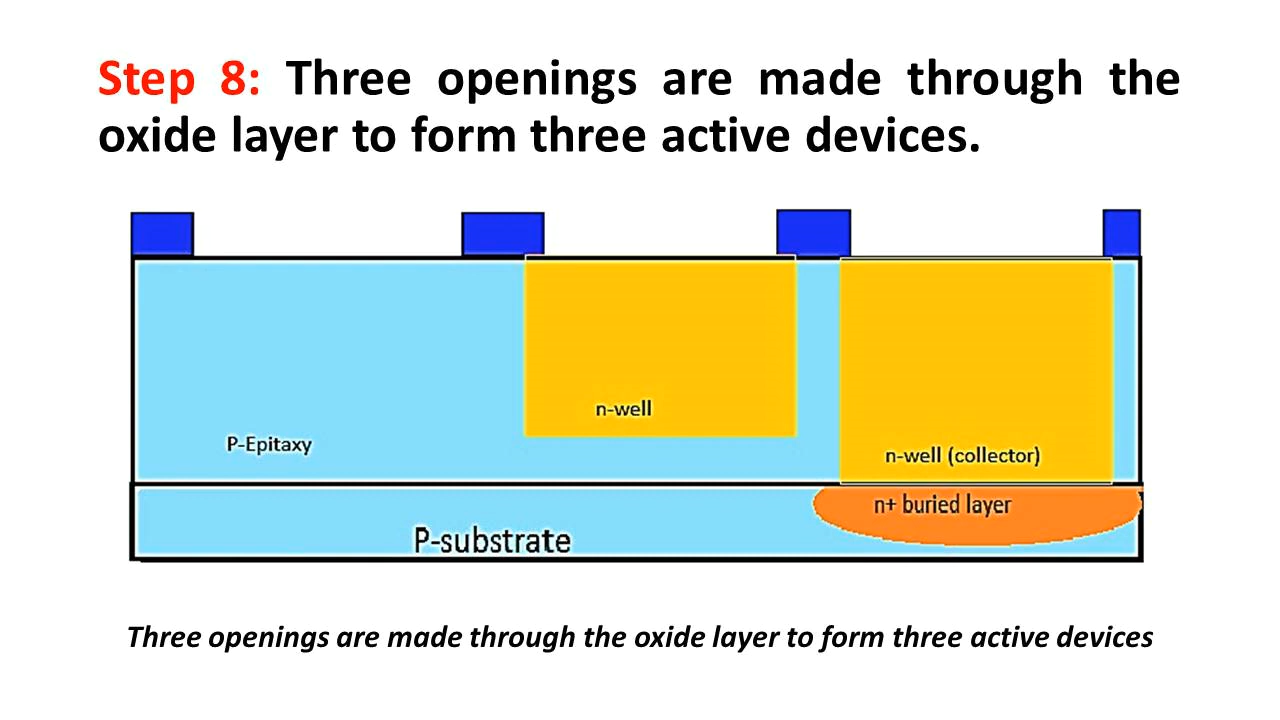 Step 8: Three openings are made through the
oxide layer to form three active devices.
n-well
P-Epitaxy
n-well (collector)
n+ buried layer
P-substrate
Three openings are made through the oxide layer to form three active devices